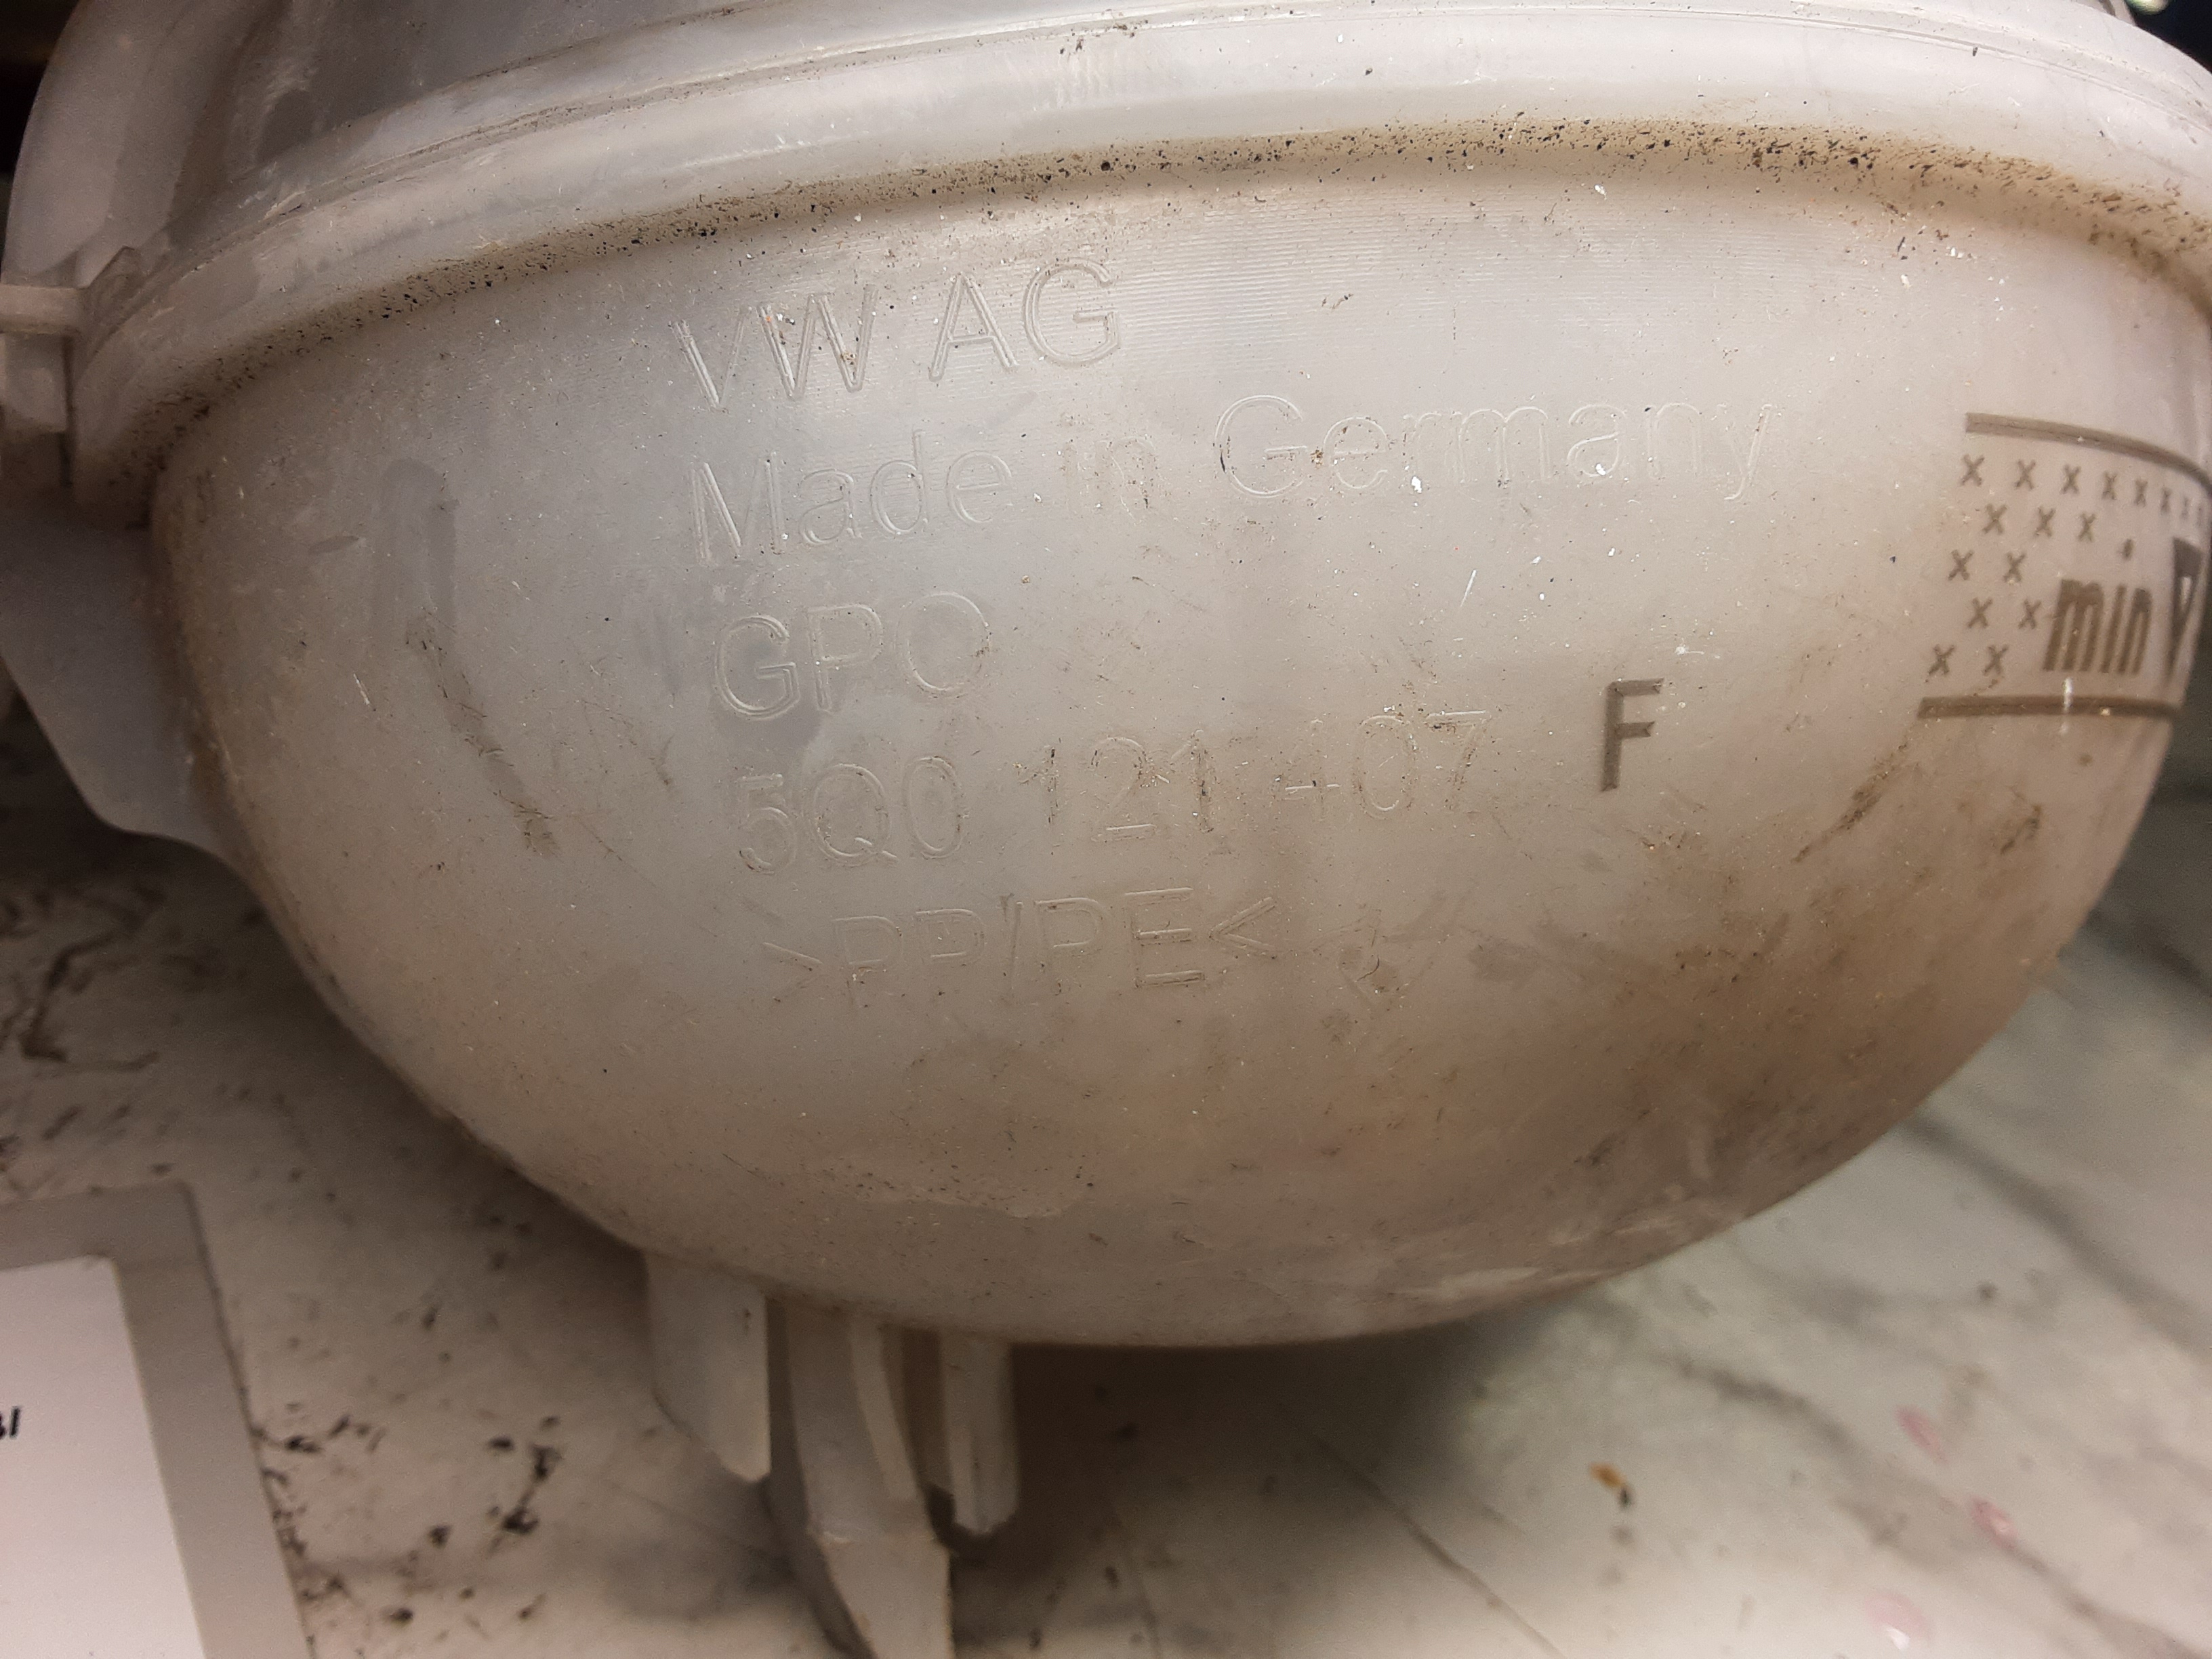 VW AG
Made in Germany
GPO
5Q0 121 407 F
>PP/PE<
min